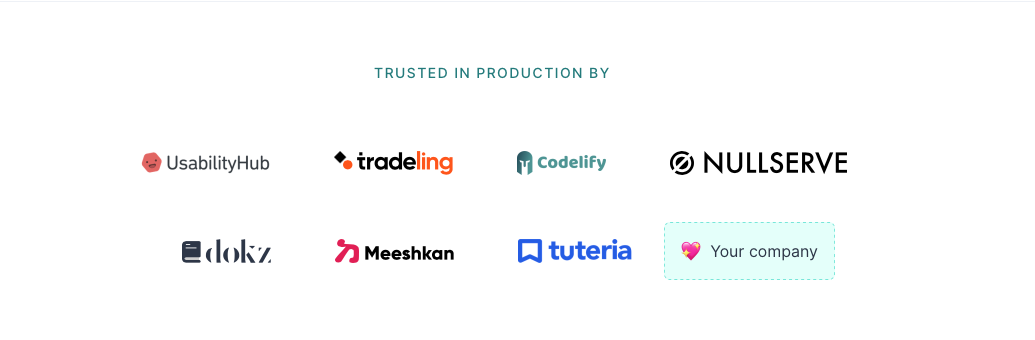 TRUSTED IN PRODUCTION BY
UsabilityHub tradeling Codelify NULLSERVE
dokz Meeshkan tuteria Your company